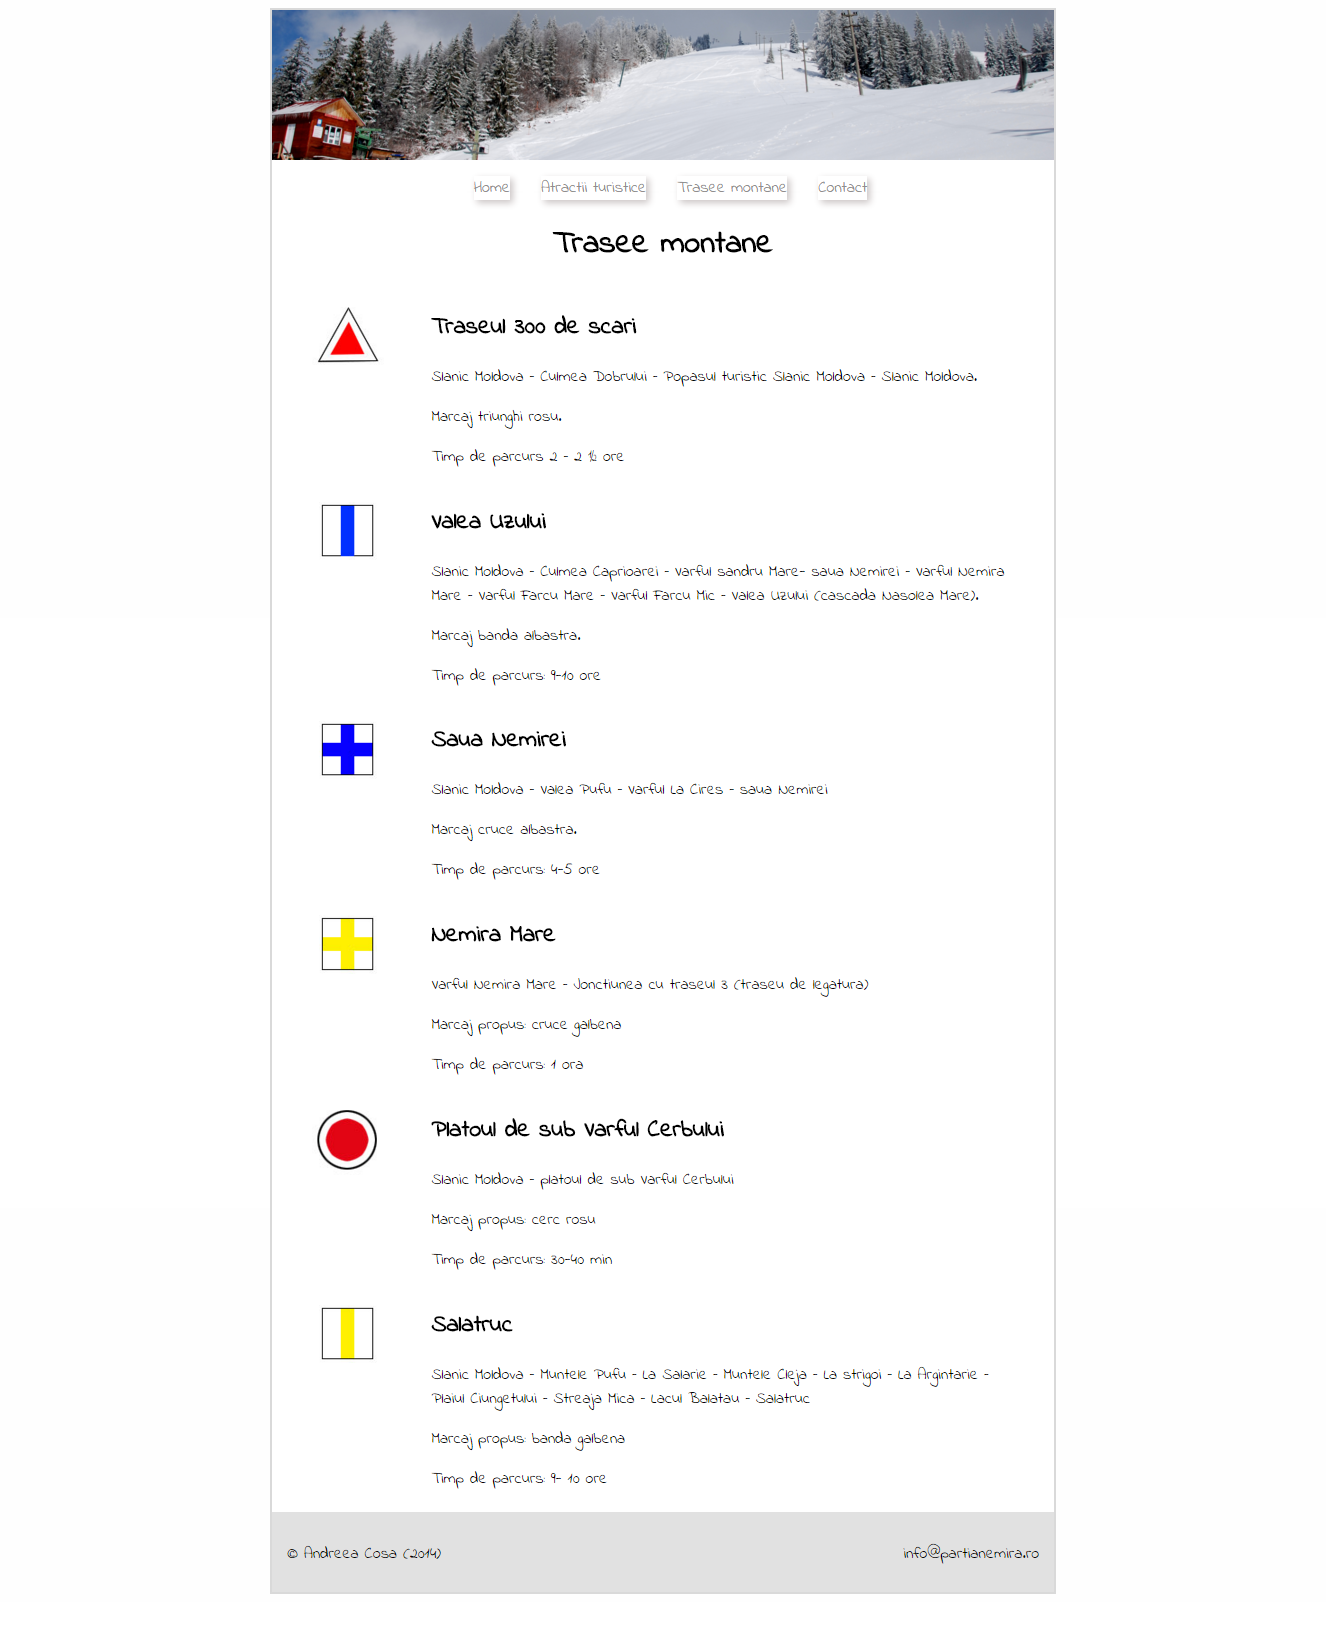 Home Atractii turistice Trasee montane Contact
Trasee montane
Traseul 300 de scari
Slanic Moldova - Culmea Dobrului - Popasul turistic Slanic Moldova - Slanic Moldova.
Marcaj triunghi rosu.
Timp de parcurs 2 - 2 ½ ore
Valea Uzului
Slanic Moldova - Culmea Caprioarei - Varful sandru Mare- saua Nemirei - Varful Nemira
Mare - Varful Farcu Mare - Varful Farcu Mic - Valea Uzului (cascada Nasolea Mare).
Marcaj banda albastra.
Timp de parcurs: 9-10 ore
Saua Nemirei
Slanic Moldova - Valea Pufu - Varful La Cires - saua Nemirei
Marcaj cruce albastra.
Timp de parcurs: 4-5 ore
Nemira Mare
Varful Nemira Mare - Jonctiunea cu traseul 3 (traseu de legatura)
Marcaj propus: cruce galbena
Timp de parcurs: 1 ora
Platoul de sub Varful Cerbului
Slanic Moldova - platoul de sub Varful Cerbului
Marcaj propus: cerc rosu
Timp de parcurs: 30-40 min
Salatruc
Slanic Moldova - Muntele Pufu - La Salarie - Muntele Cleja - La strigoi - La Argintarie -
Plaiul Ciungetului - Streaja Mica - Lacul Balatau - Salatruc
Marcaj propus: banda galbena
Timp de parcurs: 9- 10 ore
© Andreea Cosa (2014) info@partianemira.ro